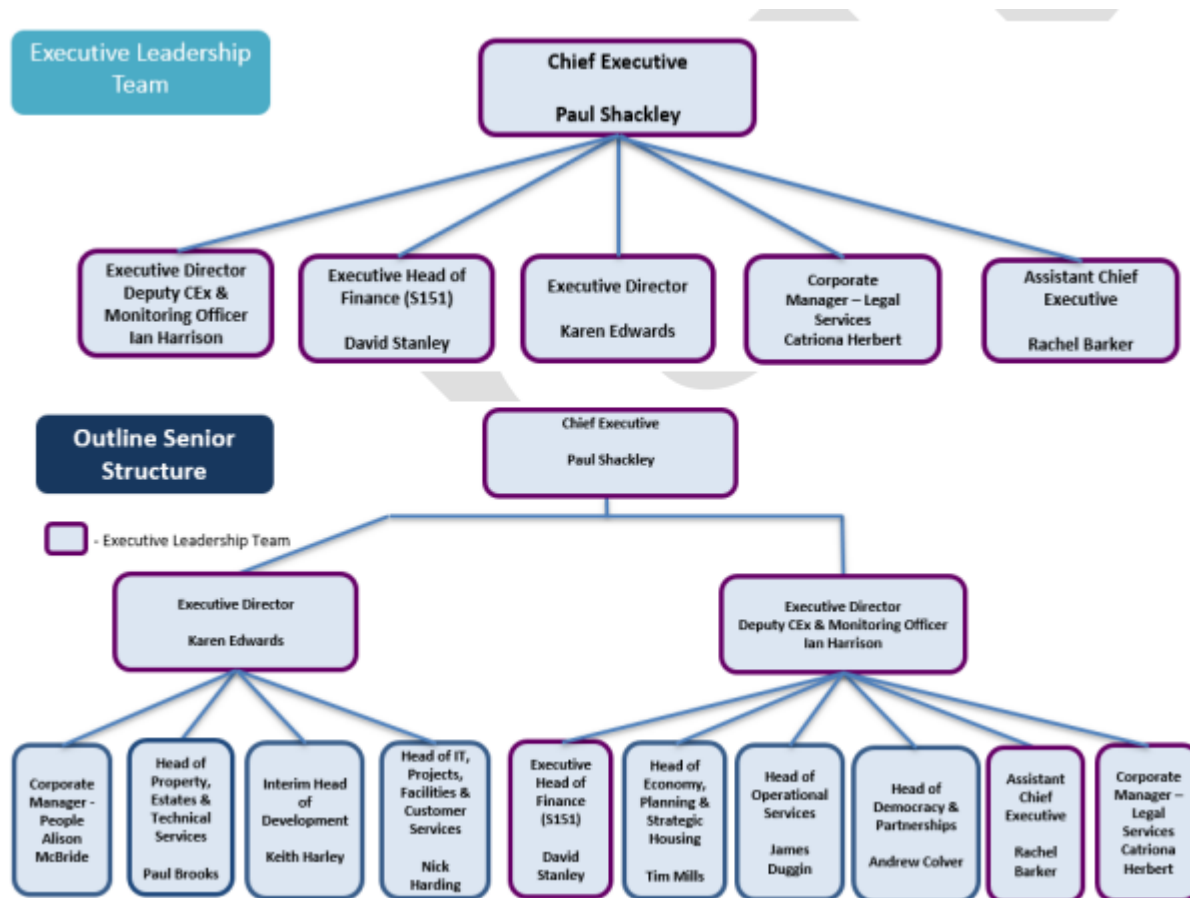 Executive Leadership
Team
Chief Executive
Paul Shackley
Executive Director
Deputy CEx &
Monitoring Officer
Ian Harrison
Executive Head of
Finance (S151)
David Stanley
Executive Director
Karen Edwards
Corporate
Manager – Legal
Services
Catriona Herbert
Assistant Chief
Executive
Rachel Barker
Outline Senior
Structure
- Executive Leadership Team
Chief Executive
Paul Shackley
Executive Director
Karen Edwards
Executive Director
Deputy CEx & Monitoring Officer
Ian Harrison
Corporate
Manager -
People
Alison
McBride
Head of
Property,
Estates &
Technical
Services
Paul Brooks
Interim Head
of
Development
Keith Harley
Head of IT,
Projects,
Facilities &
Customer
Services
Nick
Harding
Executive
Head of
Finance
(S151)
David
Stanley
Head of
Economy,
Planning &
Strategic
Housing
Tim Mills
Head of
Operational
Services
James
Duggin
Head of
Democracy &
Partnerships
Andrew Colver
Assistant
Chief
Executive
Rachel
Barker
Corporate
Manager –
Legal
Services
Catriona
Herbert